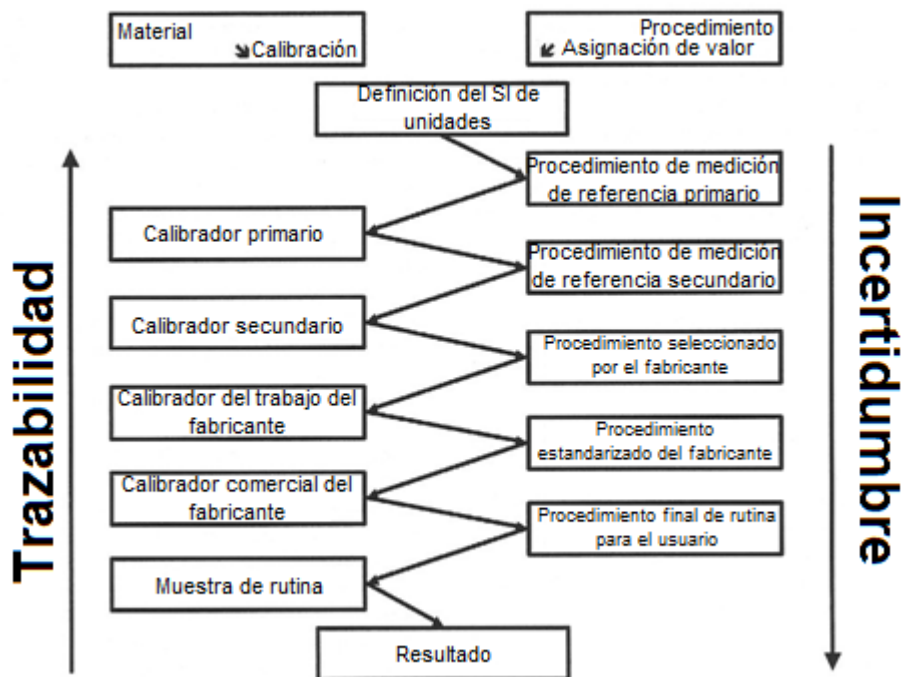 Material
Calibración
Procedimiento
Asignación de valor
Definición del SI de
unidades
Procedimiento de medición
de referencia primario
Calibrador primario
Procedimiento de medición
de referencia secundario
Calibrador secundario
Procedimiento seleccionado
por el fabricante
Calibrador del trabajo del
fabricante
Procedimiento
estandarizado del fabricante
Calibrador comercial del
fabricante
Procedimiento final de rutina
para el usuario
Muestra de rutina
Resultado
Trazabilidad
Incertidumbre